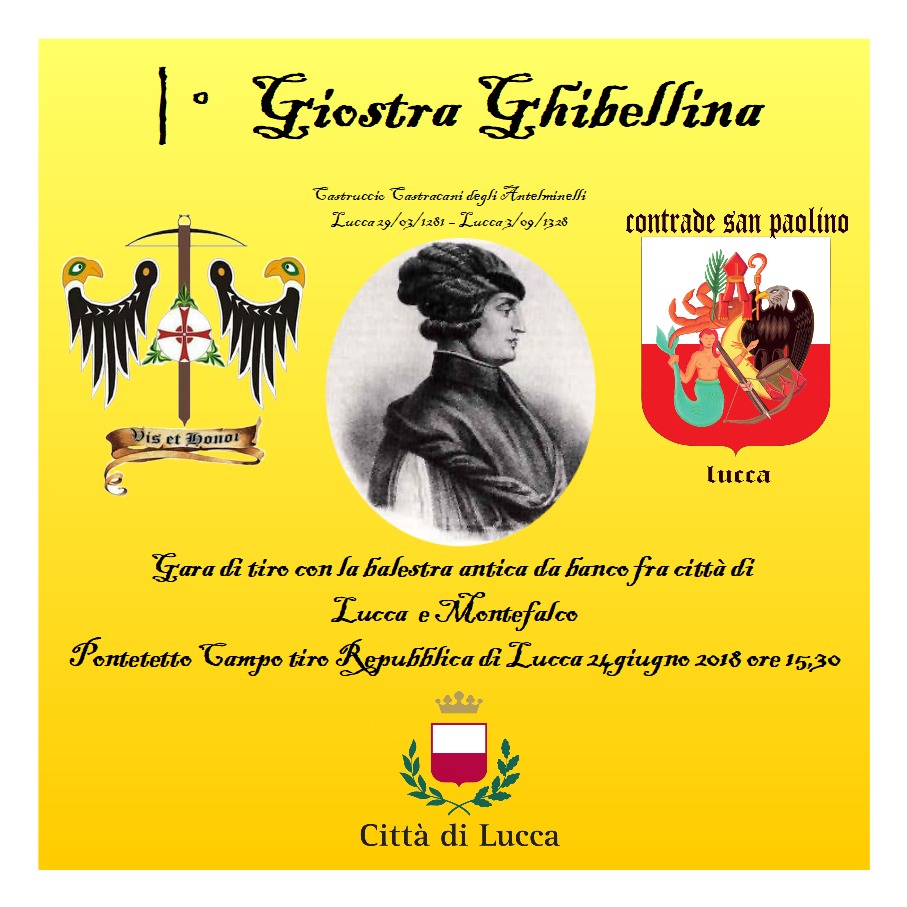 1° Giostra Ghibellina
Castruccio Castracani degli Antelminelli
Lucca 29/03/1281 – Lucca 3/09/1328
contrade san paolino
Vis et Honor
lucca
Gara di tiro con la balestra antica da banco fra città di
Lucca e Montefalco
Pontetetto Campo tiro Repubblica di Lucca 24 giugno 2018 ore 15,30
Città di Lucca